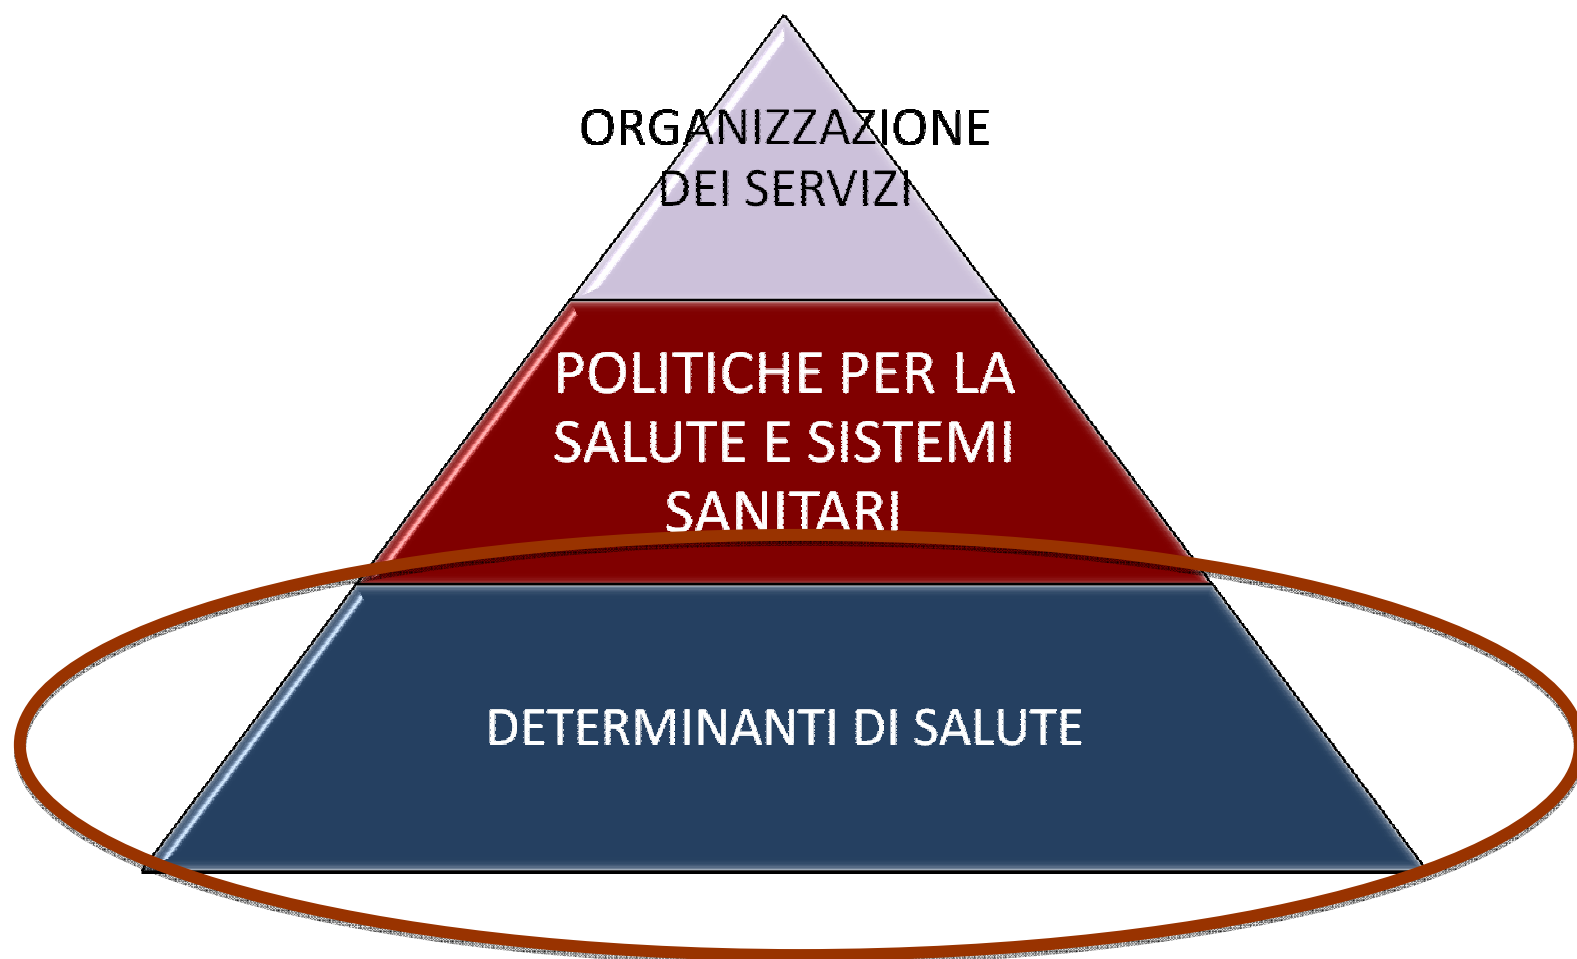 ORGANIZZAZIONE
DEI SERVIZI
POLITICHE PER LA
SALUTE E SISTEMI
SANITARI
DETERMINANTI DI SALUTE